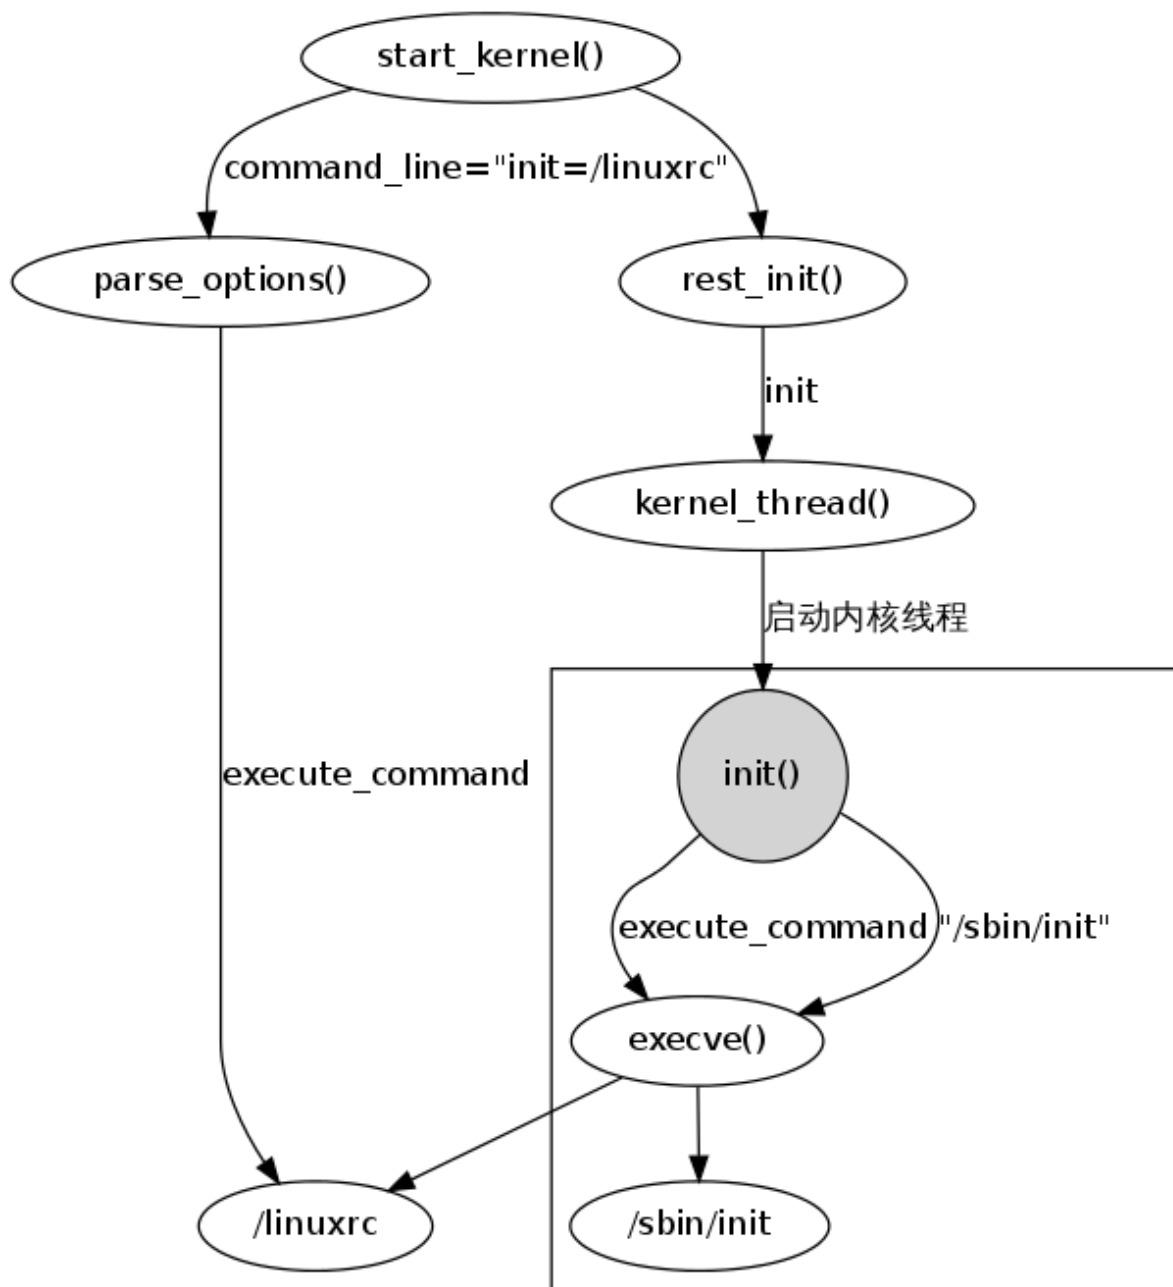 start_kernel()
command_line="init=/linuxrc"
parse_options()
rest_init()
init
kernel_thread()
启动内核线程
execute_command
init()
execute_command
"/sbin/init"
execve()
/linuxrc
/sbin/init